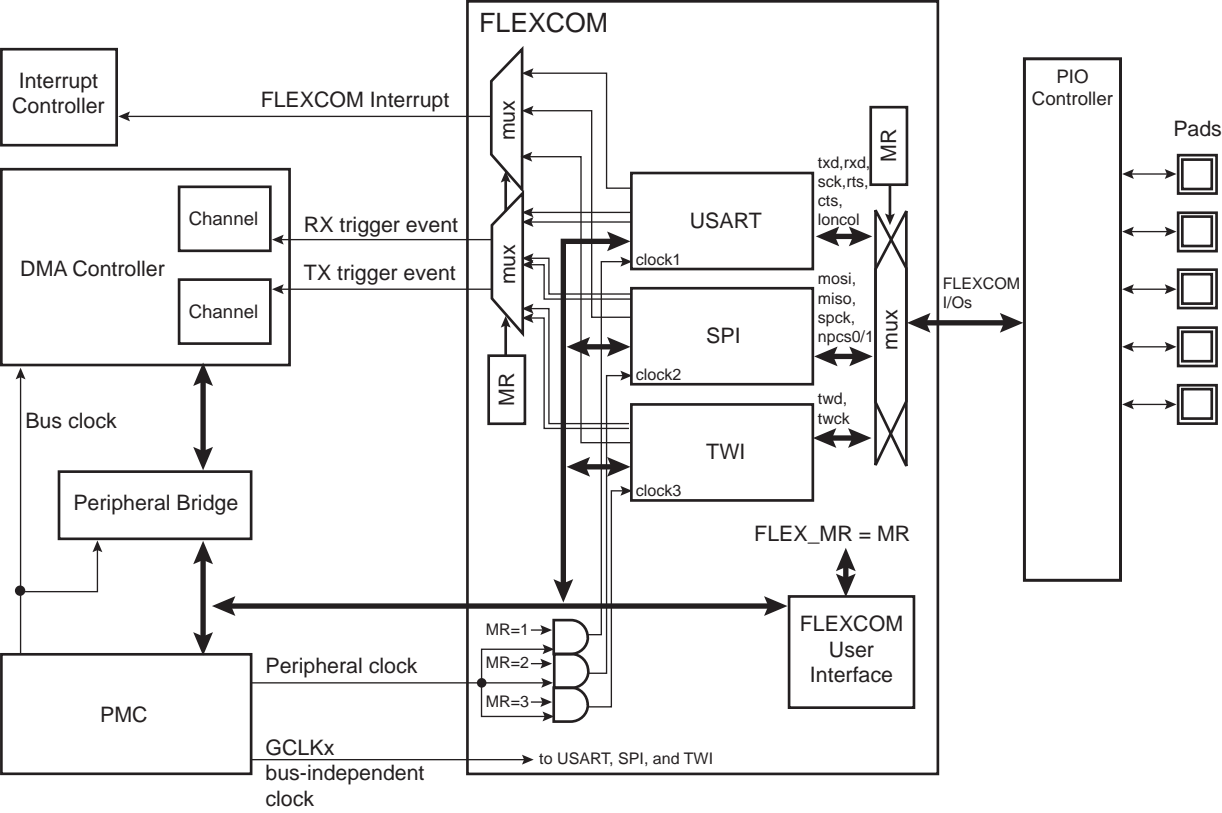 FLEXCOM
Interrupt
Controller
FLEXCOM Interrupt
mux
MR
PIO
Controller
Pads
txd,rxd,
sck,rts,
cts,
loncol
USART
clock1
DMA Controller
Channel
Channel
RX trigger event
TX trigger event
mux
MR
mosi,
miso,
spck,
npcs0/1
SPI
clock2
mux
FLEXCOM
I/Os
twd,
twck
TWI
clock3
Bus clock
Peripheral Bridge
FLEX_MR = MR
FLEXCOM
User
Interface
MR=1
MR=2
MR=3
Peripheral clock
PMC
GCLKx
bus-independent
clock
to USART, SPI, and TWI